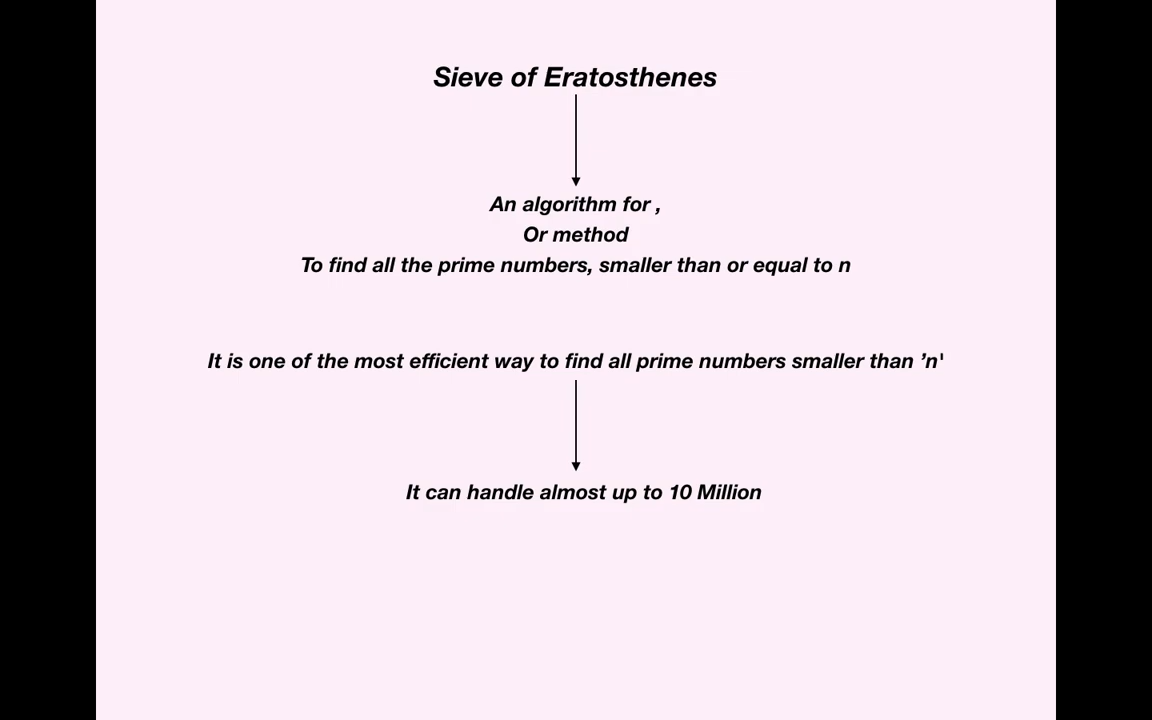 Sieve of Eratosthenes
An algorithm for ,
Or method
To find all the prime numbers, smaller than or equal to n
It is one of the most efficient way to find all prime numbers smaller than ’n'
It can handle almost up to 10 Million